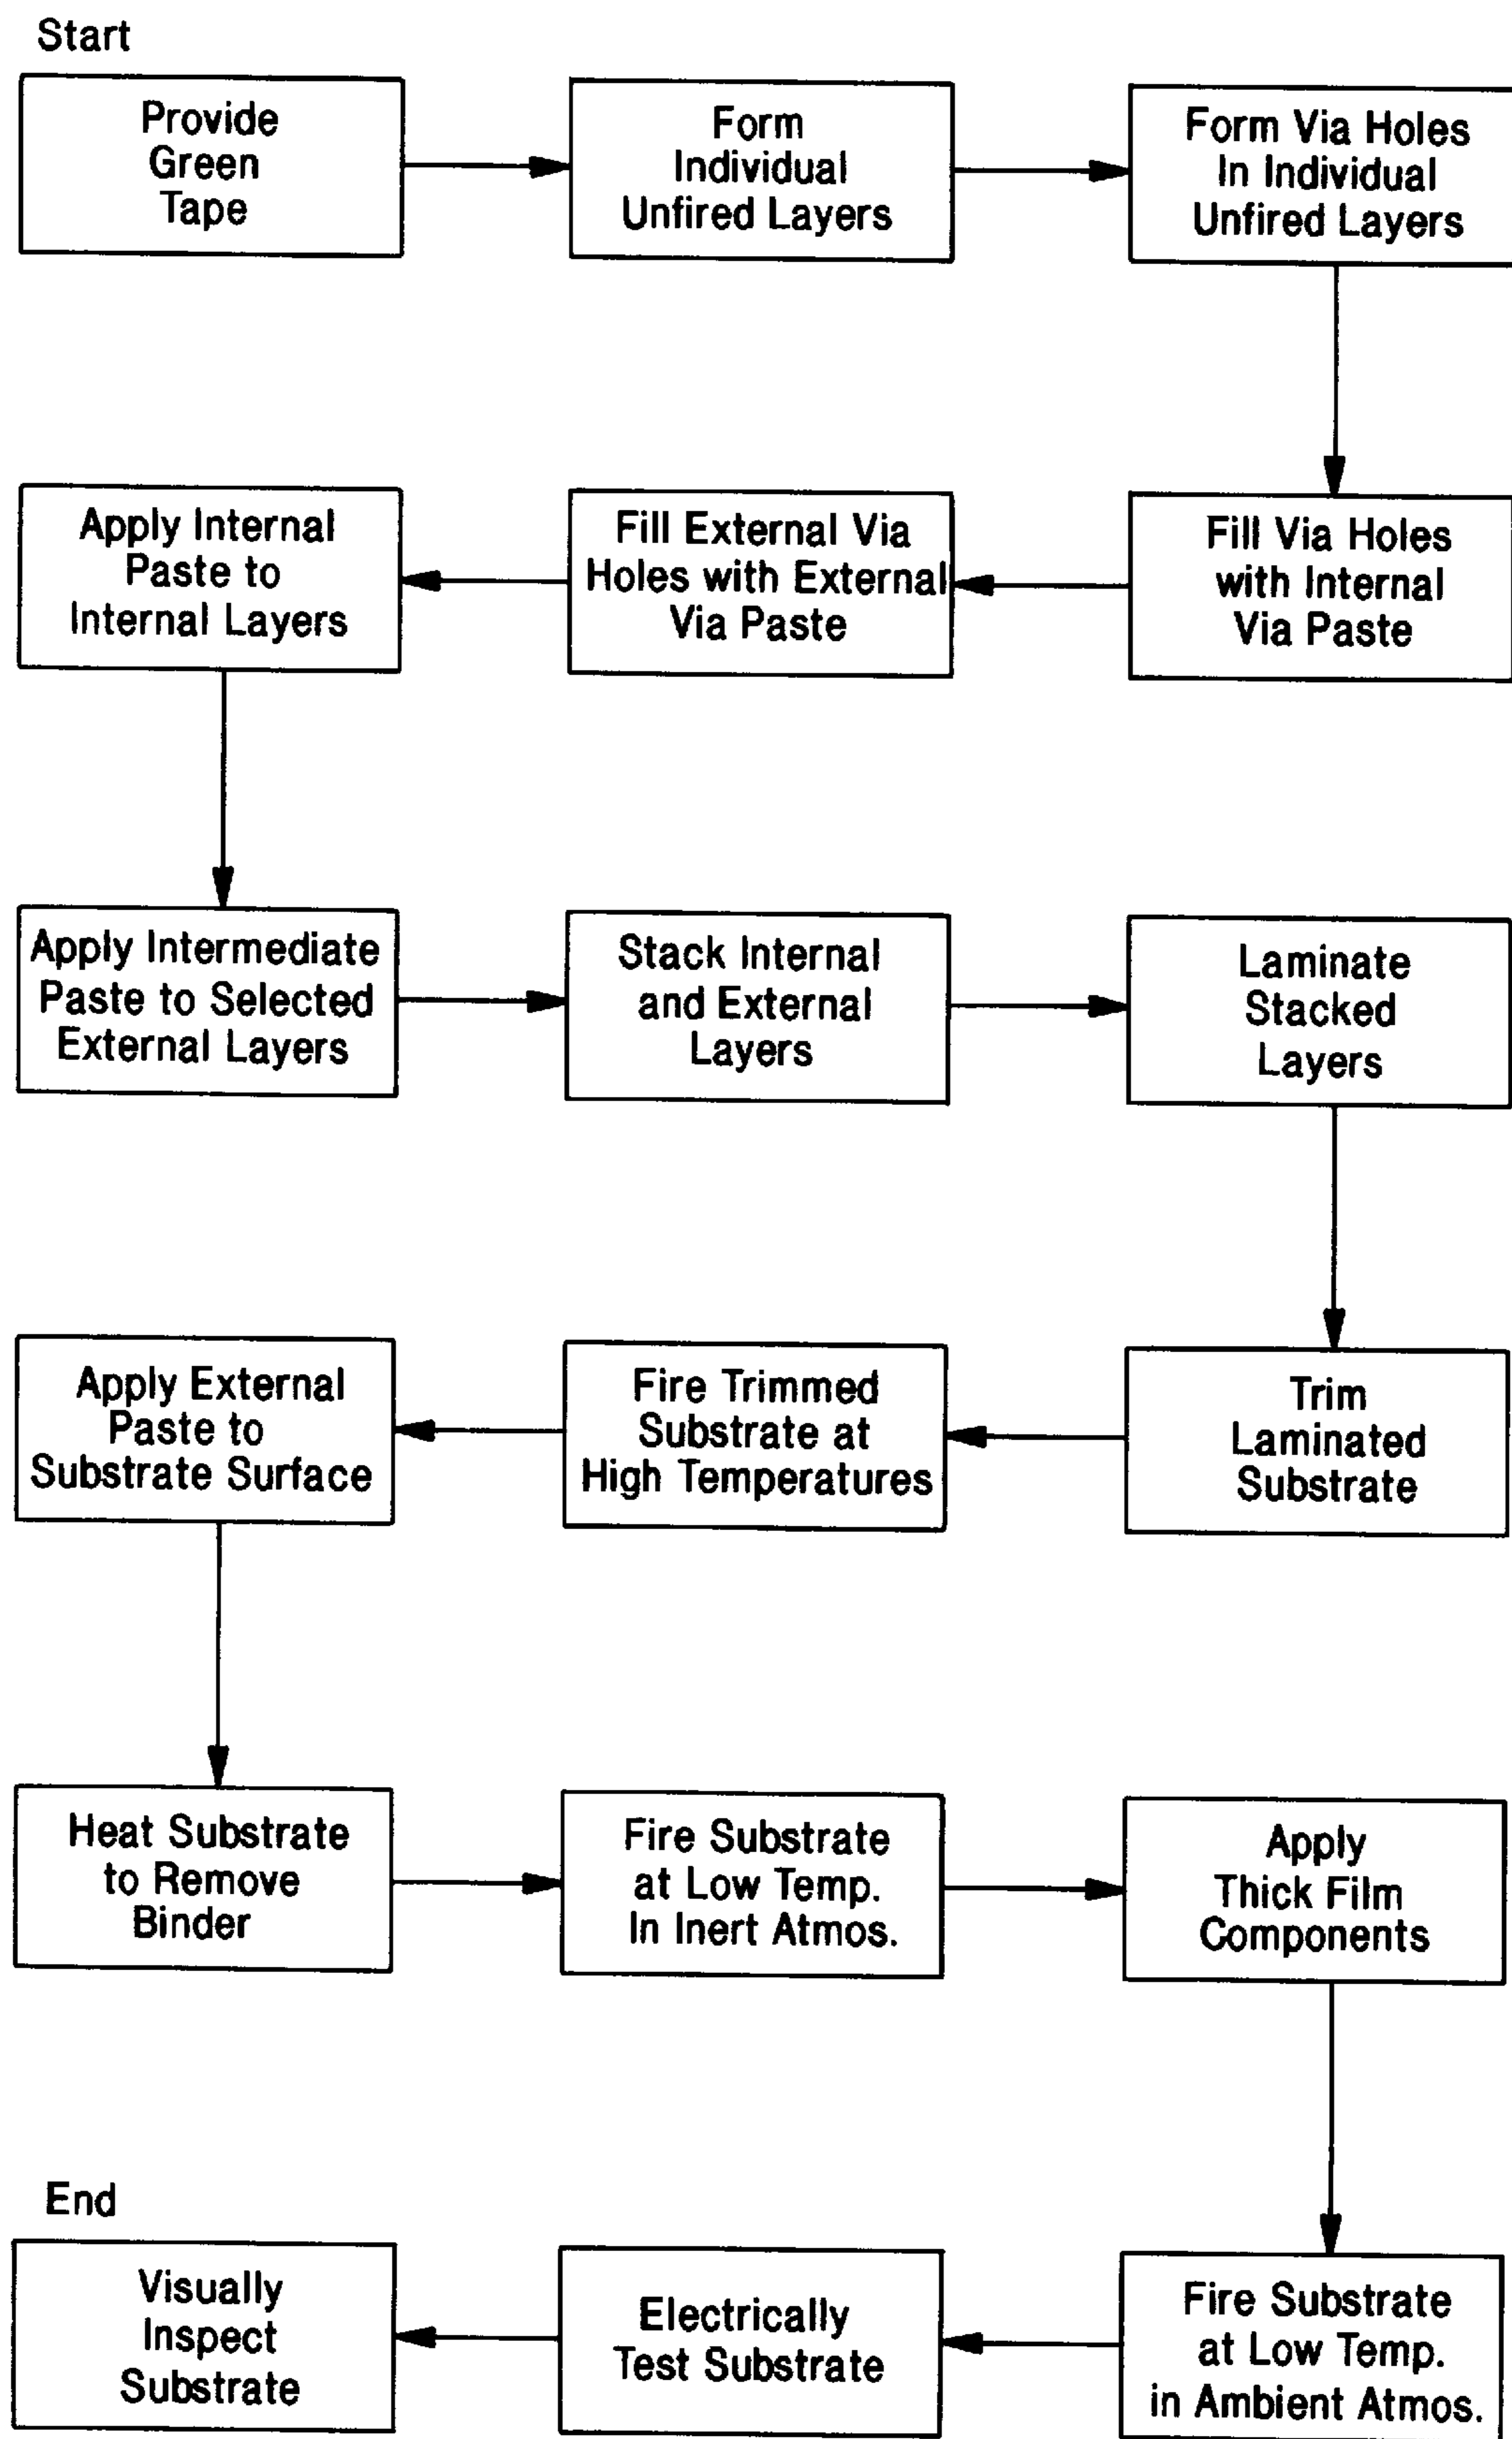 Start
Provide
Green
Tape
Form
Individual
Unfired Layers
Form Via Holes
In Individual
Unfired Layers
Fill Via Holes
with Internal
Via Paste
Fill External Via
Holes with External
Via Paste
Apply Internal
Paste to
Internal Layers
Apply Intermediate
Paste to Selected
External Layers
Stack Internal
and External
Layers
Laminate
Stacked
Layers
Trim
Laminated
Substrate
Fire Trimmed
Substrate at
High Temperatures
Apply External
Paste to
Substrate Surface
Heat Substrate
to Remove
Binder
Fire Substrate
at Low Temp.
In Inert Atmos.
Apply
Thick Film
Components
Fire Substrate
at Low Temp.
in Ambient Atmos.
Electrically
Test Substrate
End
Visually
Inspect
Substrate